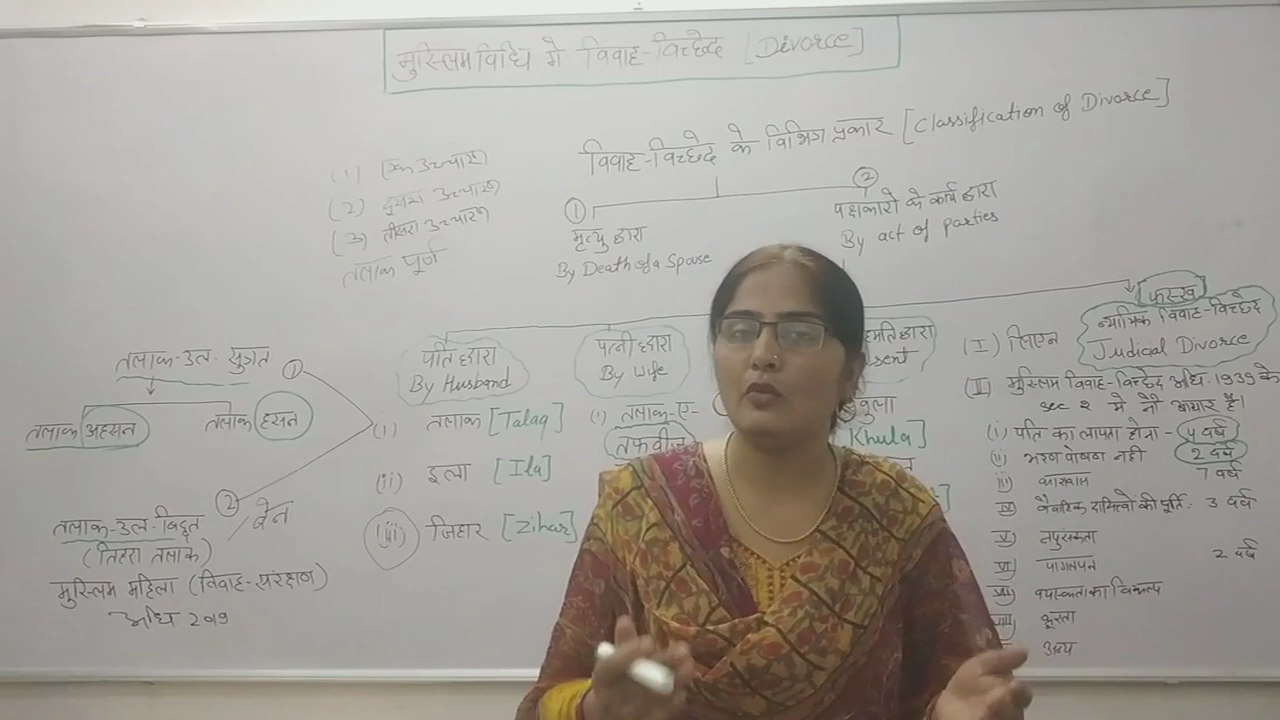 मुस्लिम विधि मे विवाह-विच्छेद [Divorce]
विवाह-विच्छेद के विभिन्न प्रकार [Classification of Divorce]
(1) एक उच्चारण
(2) दुसरा उच्चारण
(3) तीसरा उच्चारण
तलाक पूर्ण
①
मृत्यु द्वारा
By Death of a Spouse
②
पक्षकारो के कार्य द्वारा
By act of parties
तलाक-उल-सुन्नत ①
तलाक अहसन
तलाक हसन
तलाक-उल-बिद्दत ②
(तिहरा तलाक)
मुस्लिम महिला (विवाह-संरक्षण)
अधि 2019
पति द्वारा
By Husband
(i) तलाक [Talaq]
(ii) इला [Ila]
(iii) जिहार [Zihar]
पत्नी द्वारा
By Wife
(i) तलाक-ए-
तफवीज
हमति द्वारा
sent
खुला
Khula]
फस्ख
न्यायिक विवाह-विच्छेद
Judicial Divorce
(I) लिएन
(II) मुस्लिम विवाह-विच्छेद अधि. 1939 के
sec 2 मे नौ आधार है।
(i) पति का लापता होना - 4 वर्ष
(ii) भरण पोषण नही 2 वर्ष
iii) कारावास 7 वर्ष
IV) वैवाहिक दायित्वो की पूर्ति. 3 वर्ष
V) नपुंसकता
VI) पागलपन 2 वर्ष
VII) वयस्कता का विकल्प
VIII) क्रूरता
अन्य